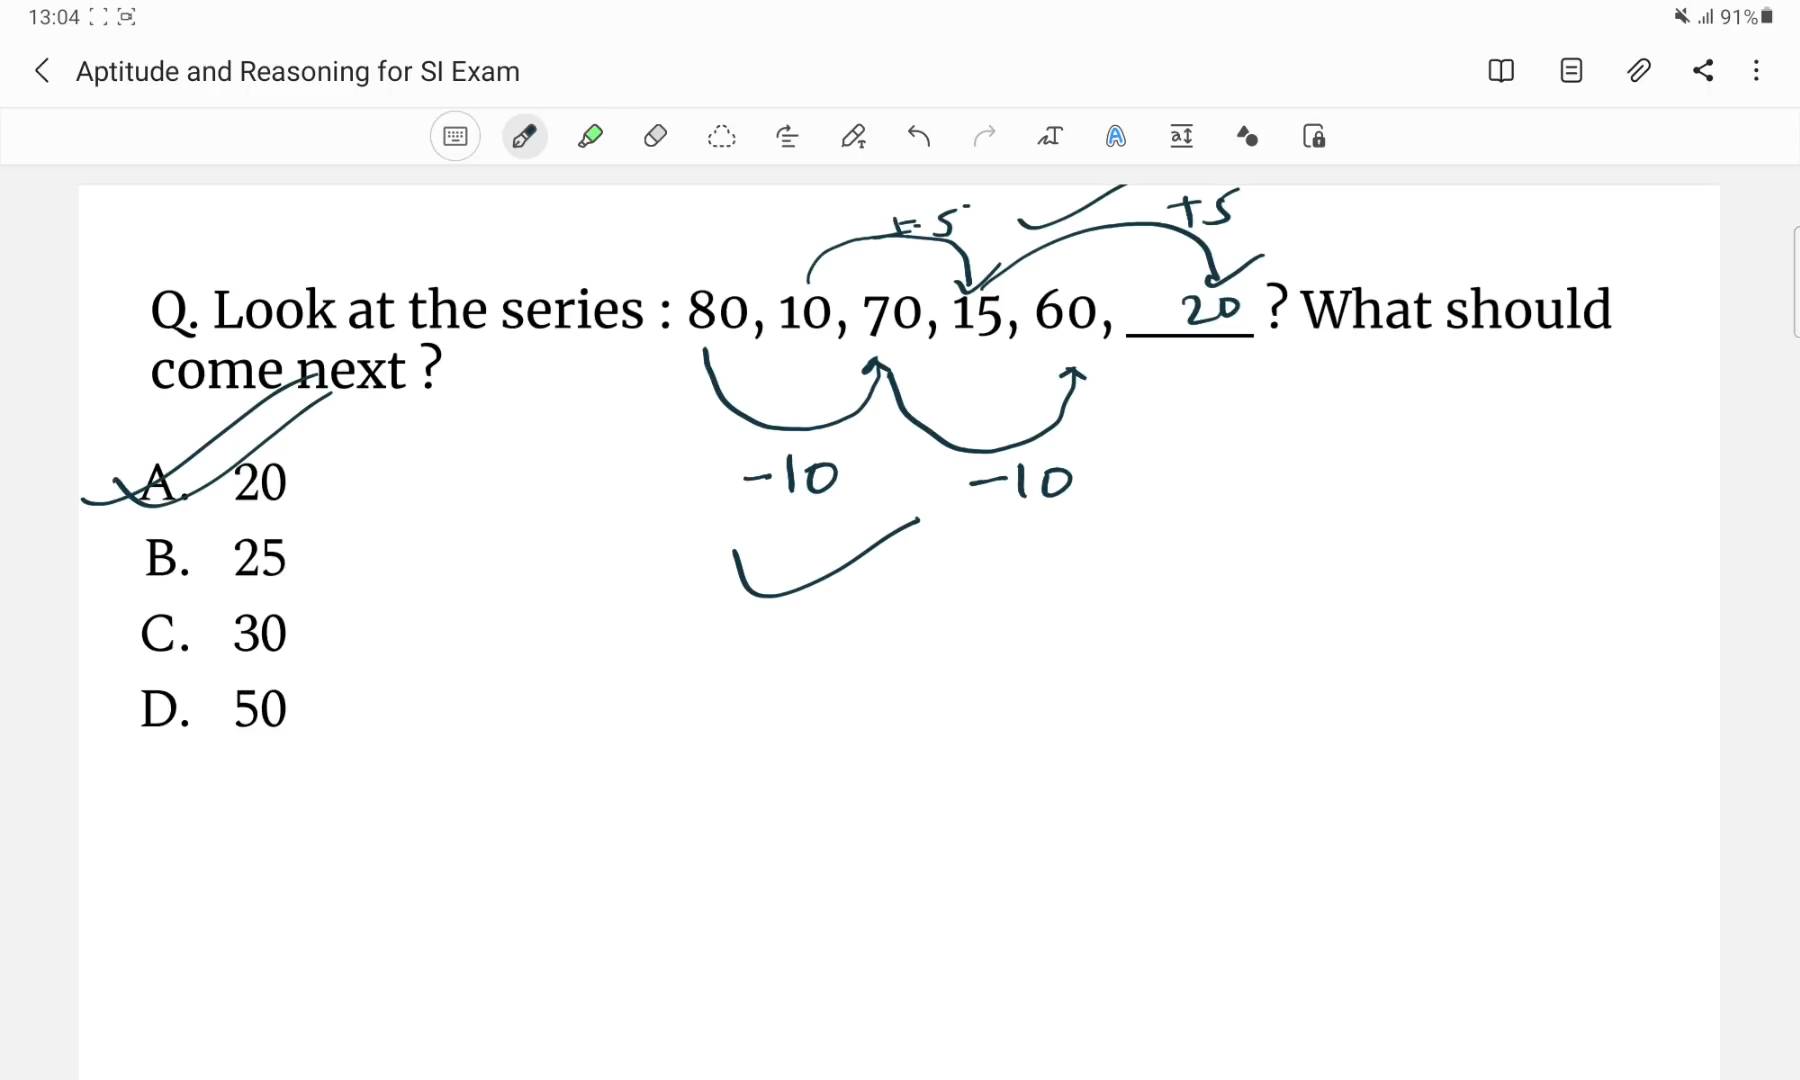 13:04
91%
Aptitude and Reasoning for SI Exam
+5
+5
Q. Look at the series : 80, 10, 70, 15, 60, 20 ? What should
come next ?
-10 -10
A. 20
B. 25
C. 30
D. 50